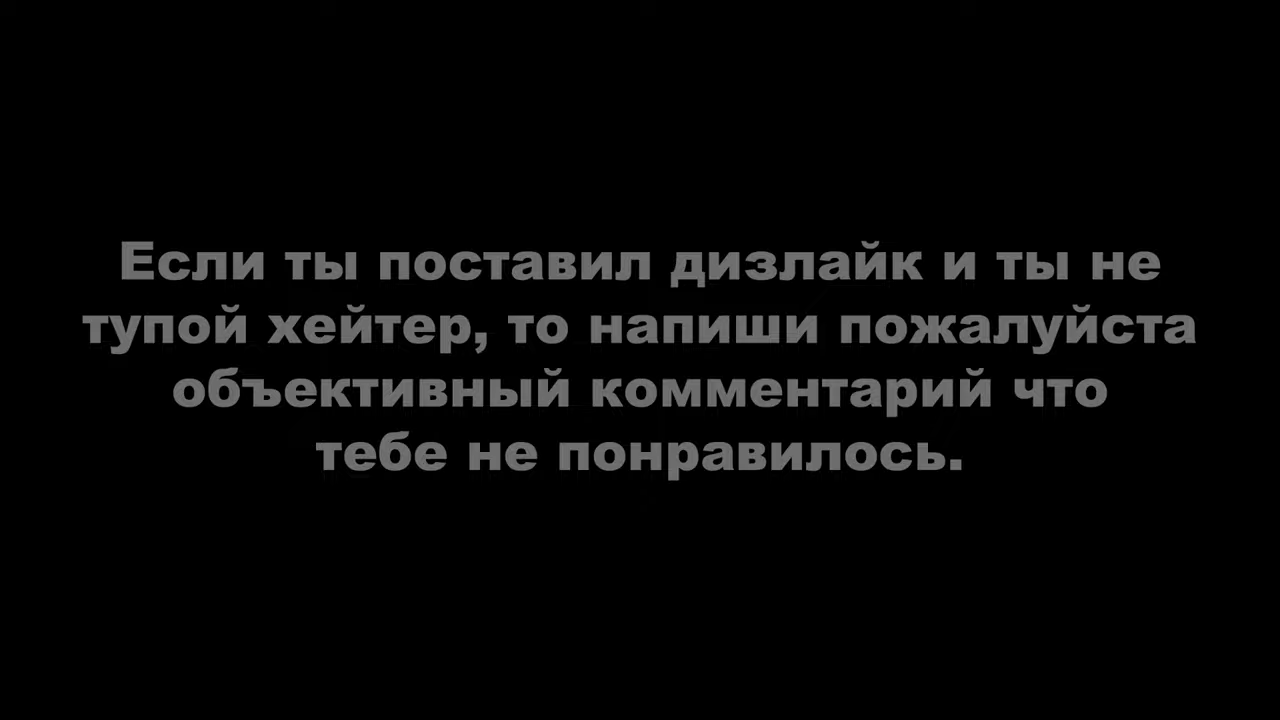 Если ты поставил дизлайк и ты не
тупой хейтер, то напиши пожалуйста
объективный комментарий что
тебе не понравилось.